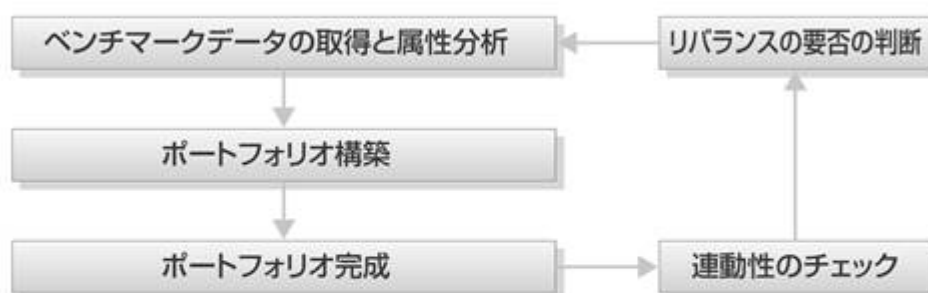 ベンチマークデータの取得と属性分析
リバランスの要否の判断
ポートフォリオ構築
ポートフォリオ完成
連動性のチェック